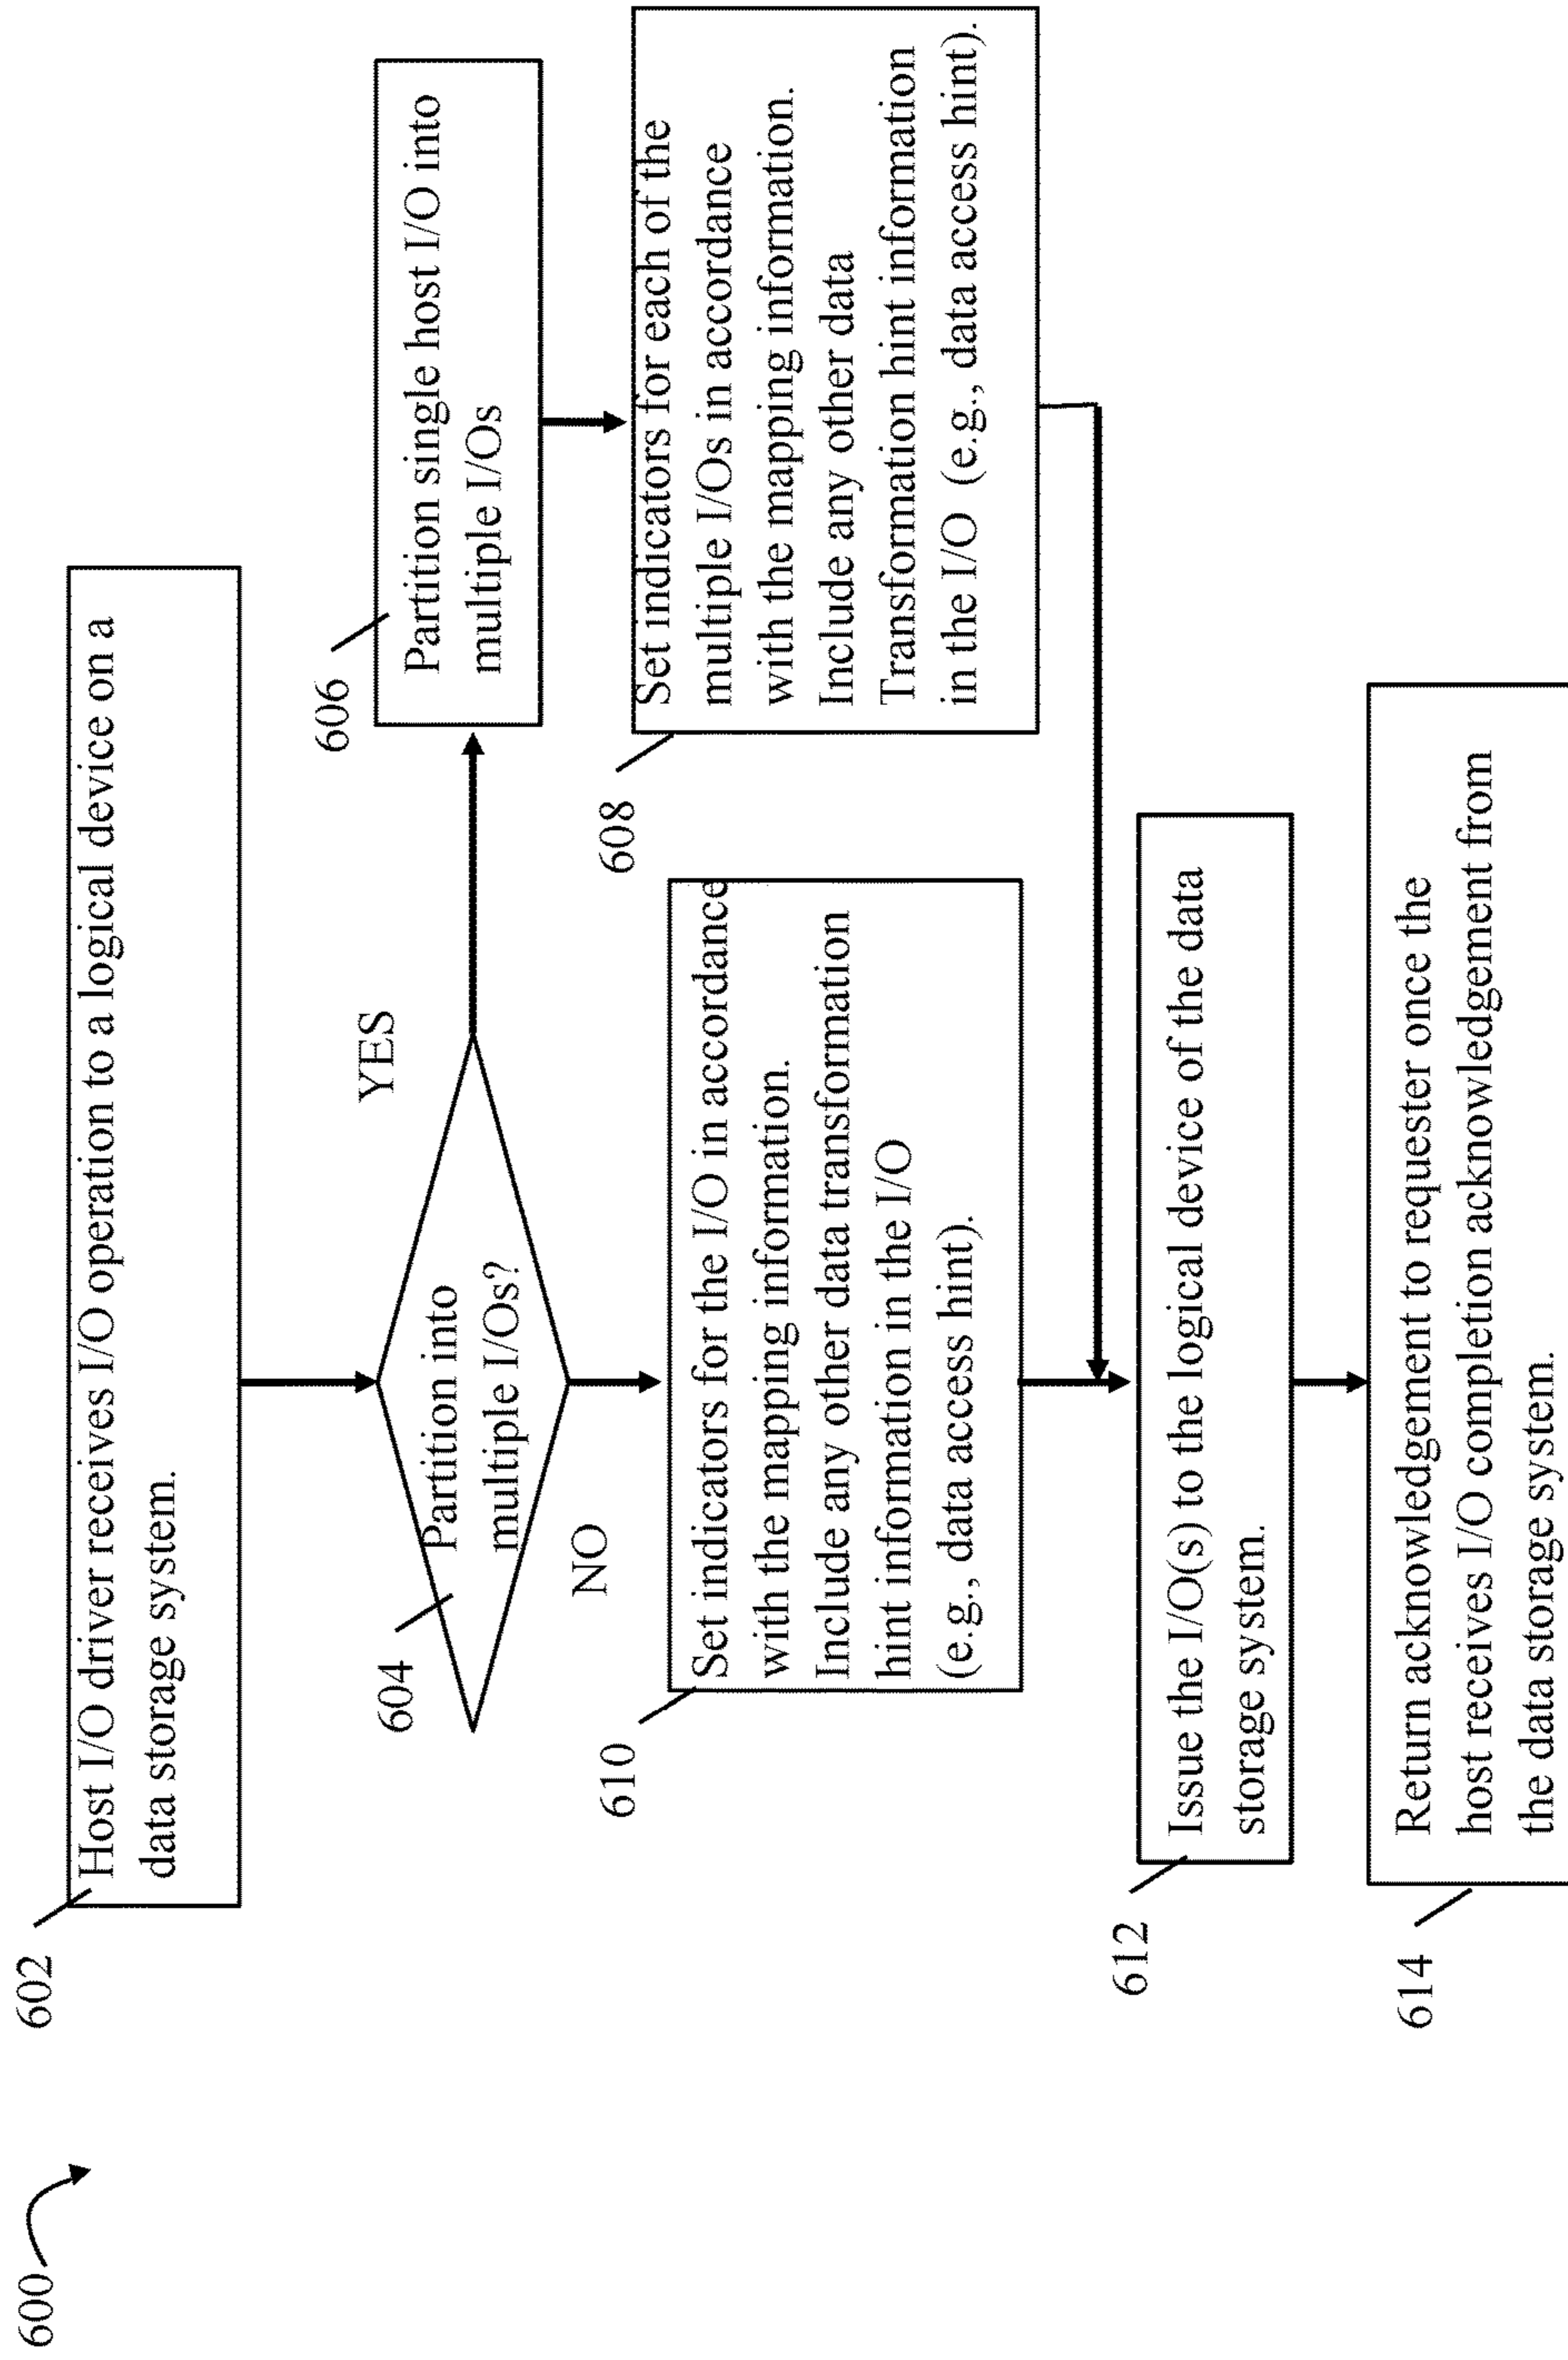 600
602
Host I/O driver receives I/O operation to a logical device on a
data storage system.
604
Partition into
multiple I/Os?
YES
606
Partition single host I/O into
multiple I/Os
608
Set indicators for each of the
multiple I/Os in accordance
with the mapping information.
Include any other data
Transformation hint information
in the I/O (e.g., data access hint).
NO
610
Set indicators for the I/O in accordance
with the mapping information.
Include any other data transformation
hint information in the I/O
(e.g., data access hint).
612
Issue the I/O(s) to the logical device of the data
storage system.
614
Return acknowledgement to requester once the
host receives I/O completion acknowledgement from
the data storage system.